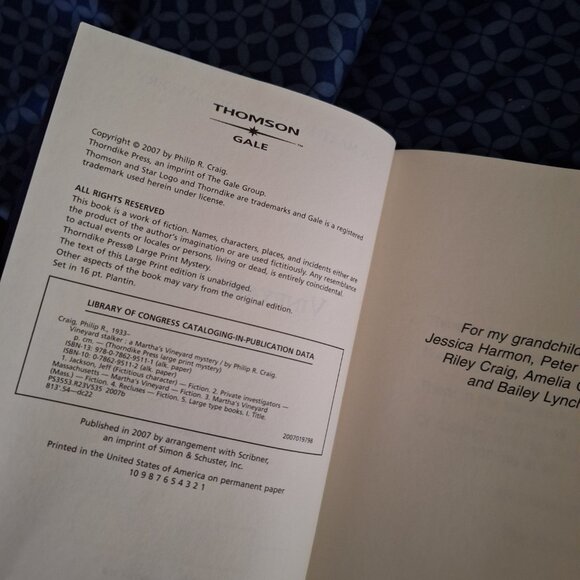 THOMSON
GALE
™
Copyright © 2007 by Philip R. Craig.
Thorndike Press, an imprint of The Gale Group.
Thomson and Star Logo and Thorndike are trademarks and Gale is a registered
trademark used herein under license.
ALL RIGHTS RESERVED
This book is a work of fiction. Names, characters, places, and incidents either are
the product of the author's imagination or are used fictitiously. Any resemblance
to actual events or locales or persons, living or dead, is entirely coincidental.
Thorndike Press® Large Print Mystery.
The text of this Large Print edition is unabridged.
Other aspects of the book may vary from the original edition.
Set in 16 pt. Plantin.
LIBRARY OF CONGRESS CATALOGING-IN-PUBLICATION DATA
Craig, Philip R., 1933–
Vineyard stalker : a Martha's Vineyard mystery / by Philip R. Craig.
p. cm. — (Thorndike Press large print mystery)
ISBN-13: 978-0-7862-9511-1 (alk. paper)
ISBN-10: 0-7862-9511-2 (alk. paper)
1. Jackson, Jeff (Fictitious character) — Fiction. 2. Private investigators —
Massachusetts — Martha's Vineyard — Fiction. 3. Martha's Vineyard
(Mass.) — Fiction. 4. Recluses — Fiction. 5. Large type books. I. Title.
PS3553.R23V535 2007b
813'.54—dc22
2007019798
Published in 2007 by arrangement with Scribner,
an imprint of Simon & Schuster, Inc.
Printed in the United States of America on permanent paper
10 9 8 7 6 5 4 3 2 1
For my grandchild
Jessica Harmon, Peter
Riley Craig, Amelia
and Bailey Lynch